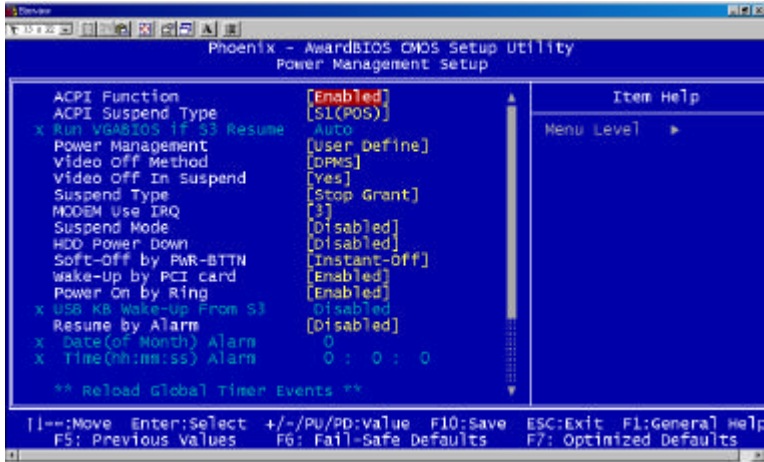 Phoenix - AwardBIOS CMOS Setup Utility
Power Management Setup
ACPI Function [Enabled]
ACPI Suspend Type [S1(POS)]
x Run VGABIOS if S3 Resume Auto
Power Management [User Define]
Video Off Method [DPMS]
Video Off In Suspend [Yes]
Suspend Type [Stop Grant]
MODEM Use IRQ [3]
Suspend Mode [Disabled]
HDD Power Down [Disabled]
Soft-Off by PWR-BTTN [Instant-Off]
Wake-Up by PCI card [Enabled]
Power On by Ring [Enabled]
x USB KB Wake-Up From S3 Disabled
Resume by Alarm [Disabled]
x Date(of Month) Alarm 0
x Time(hh:mm:ss) Alarm 0 : 0 : 0
** Reload Global Timer Events **
Item Help
Menu Level ►
:Move Enter:Select +/-/PU/PD:Value F10:Save ESC:Exit F1:General Help
F5: Previous Values F6: Fail-Safe Defaults F7: Optimized Defaults